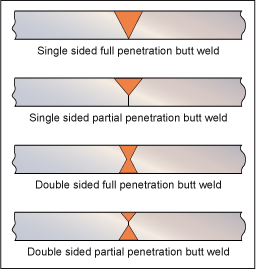 Single sided full penetration butt weld
Single sided partial penetration butt weld
Double sided full penetration butt weld
Double sided partial penetration butt weld